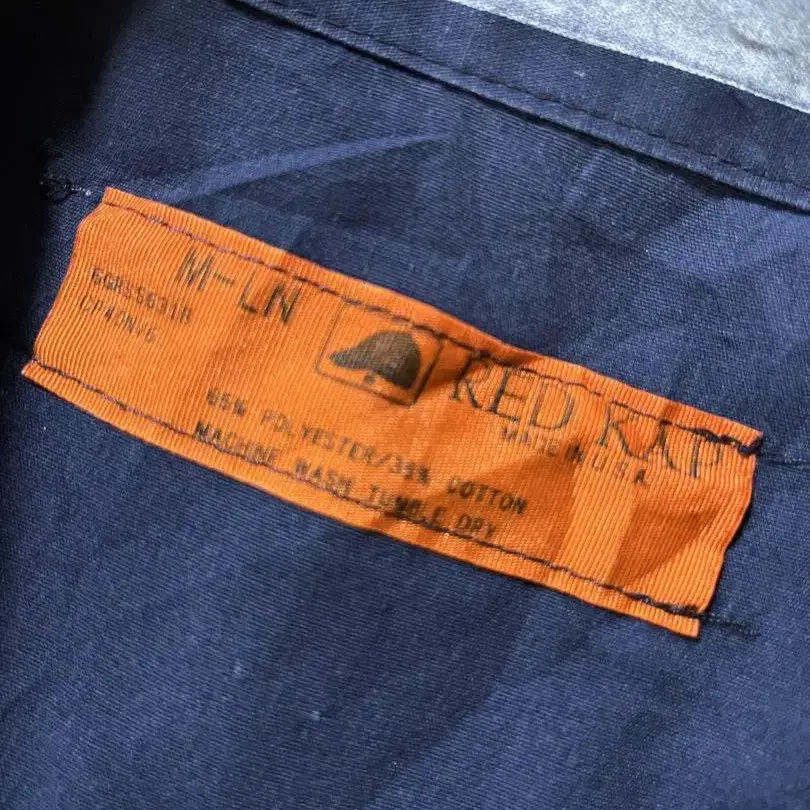 M-LN
RED KAP
MADE IN U.S.A.
65% POLYESTER/35% COTTON
MACHINE WASH TUMBLE DRY